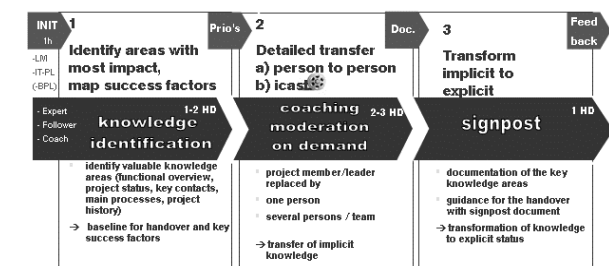 INIT
1h
-LM
-IT-PL
(-BPL)
1
Identify areas with
most impact,
map success factors
Prio's
2
Detailed transfer
a) person to person
b) icast
Doc.
3
Transform
implicit to
explicit
Feed
back
- Expert
- Follower
- Coach
1-2 HD
knowledge
identification
coaching
moderation
on demand
2-3 HD
signpost
1 HD
identify valuable knowledge
areas (functional overview,
project status, key contacts,
main processes, project
history)
→ baseline for handover and key
success factors
project member/leader
replaced by
one person
several persons / team
→ transfer of implicit
knowledge
documentation of the key
knowledge areas
guidance for the handover
with signpost document
→ transformation of knowledge
to explicit status